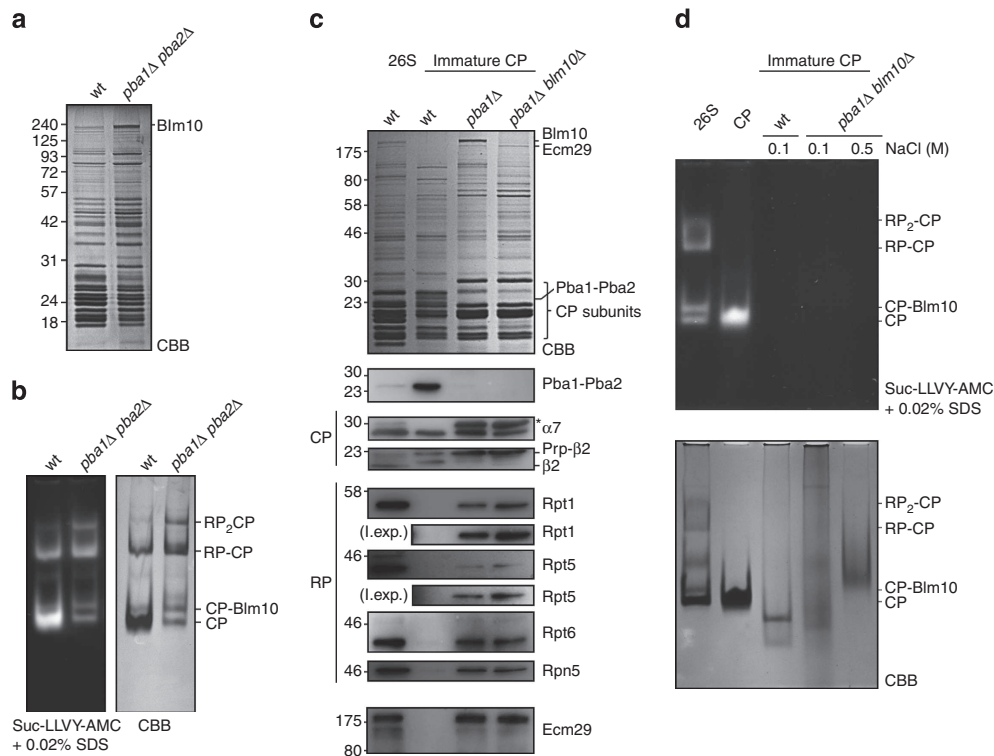 a
wt
pba1Δ pba2Δ
240
125
93
72
57
42
31
24
18
Blm10
CBB
b
wt
pba1Δ pba2Δ
wt
pba1Δ pba2Δ
RP₂CP
RP-CP
CP-Blm10
CP
Suc-LLVY-AMC
+ 0.02% SDS
CBB
c
26S
Immature CP
wt
wt
pba1Δ
pba1Δ blm10Δ
175
80
58
46
30
23
Blm10
Ecm29
Pba1-Pba2
CP subunits
CBB
30
23
Pba1-Pba2
CP
30
*α7
23
Prp-β2
β2
RP
58
Rpt1
(l.exp.)
Rpt1
46
Rpt5
(l.exp.)
Rpt5
46
Rpt6
46
Rpn5
175
80
Ecm29
d
Immature CP
26S
CP
wt
pba1Δ blm10Δ
0.1
0.1
0.5
NaCl (M)
RP₂-CP
RP-CP
CP-Blm10
CP
Suc-LLVY-AMC
+ 0.02% SDS
RP₂-CP
RP-CP
CP-Blm10
CP
CBB